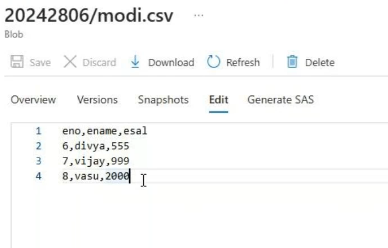 20242806/modi.csv ...
Blob
Save Discard Download Refresh Delete
Overview Versions Snapshots Edit Generate SAS
1 eno,ename,esal
2 6,divya,555
3 7,vijay,999
4 8,vasu,2000